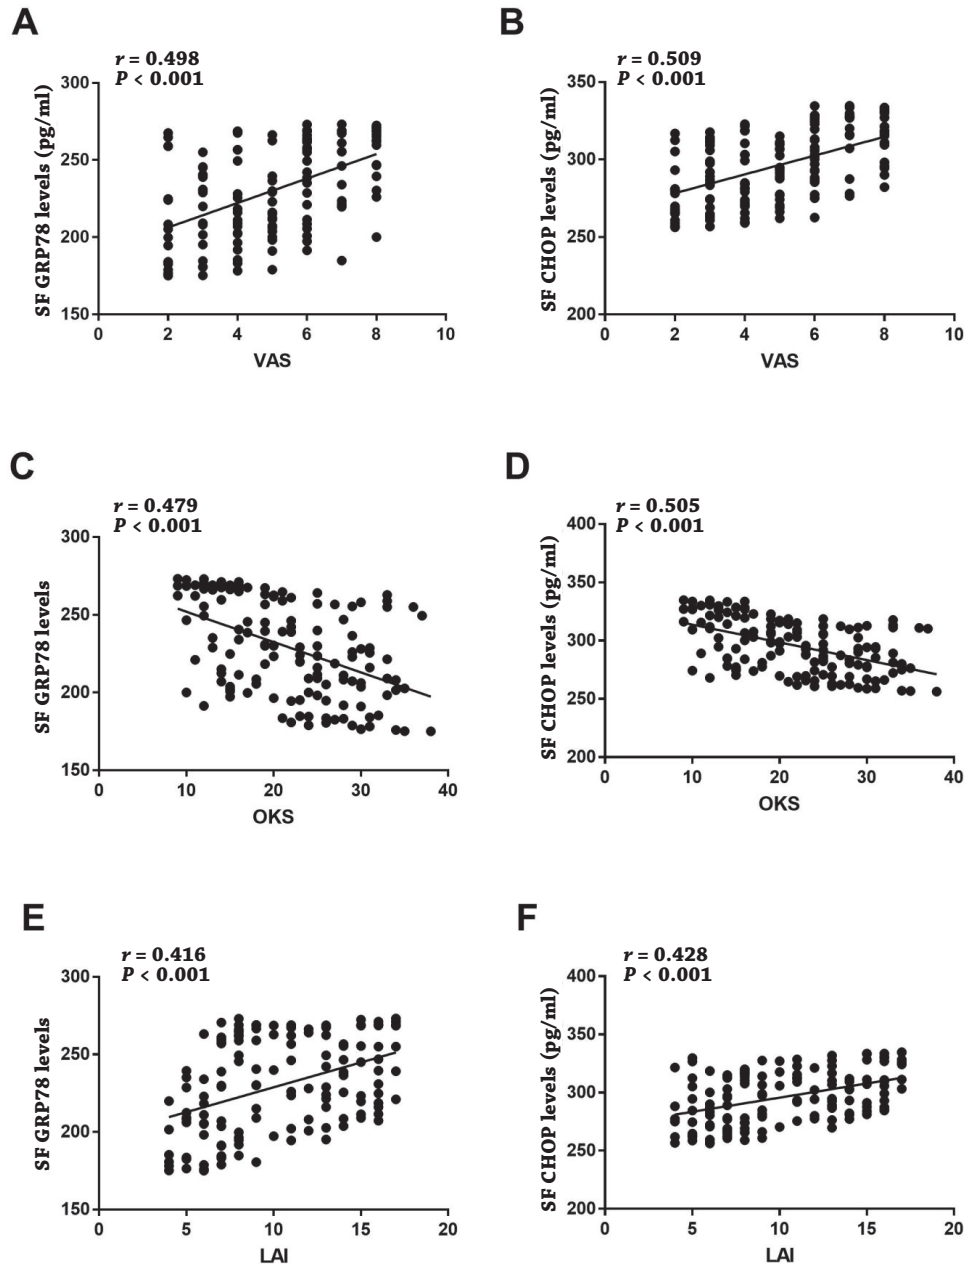 A
r = 0.498
P < 0.001
SF GRP78 levels (pg/ml)
300
250
200
150
0 2 4 6 8 10
VAS
B
r = 0.509
P < 0.001
SF CHOP levels (pg/ml)
350
300
250
200
0 2 4 6 8 10
VAS
C
r = 0.479
P < 0.001
SF GRP78 levels
300
250
200
150
0 10 20 30 40
OKS
D
r = 0.505
P < 0.001
SF CHOP levels (pg/ml)
400
350
300
250
200
0 10 20 30 40
OKS
E
r = 0.416
P < 0.001
SF GRP78 levels
300
250
200
150
0 5 10 15 20
LAI
F
r = 0.428
P < 0.001
SF CHOP levels (pg/ml)
400
350
300
250
200
0 5 10 15 20
LAI